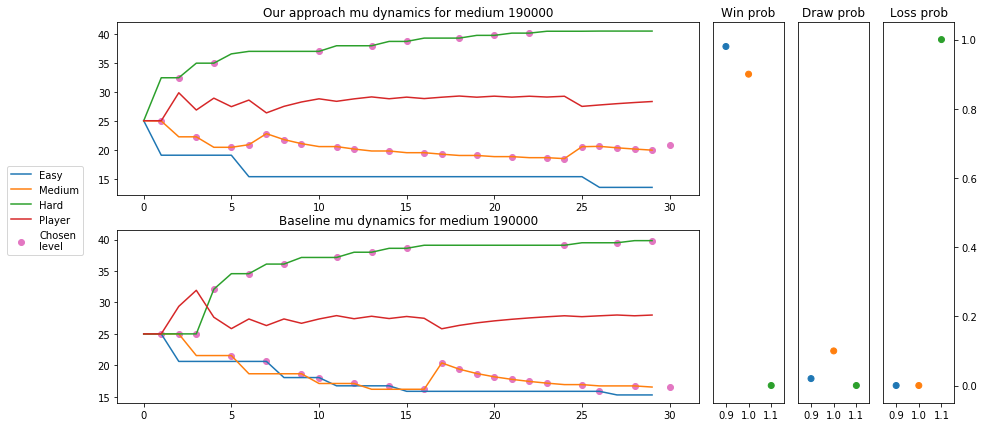 Our approach mu dynamics for medium 190000
40
35
30
25
20
15
0 5 10 15 20 25 30
Baseline mu dynamics for medium 190000
40
35
30
25
20
15
0 5 10 15 20 25 30
Easy
Medium
Hard
Player
Chosen
level
Win prob
0.9 1.0 1.1
Draw prob
0.9 1.0 1.1
Loss prob
1.0
0.8
0.6
0.4
0.2
0.0
0.9 1.0 1.1